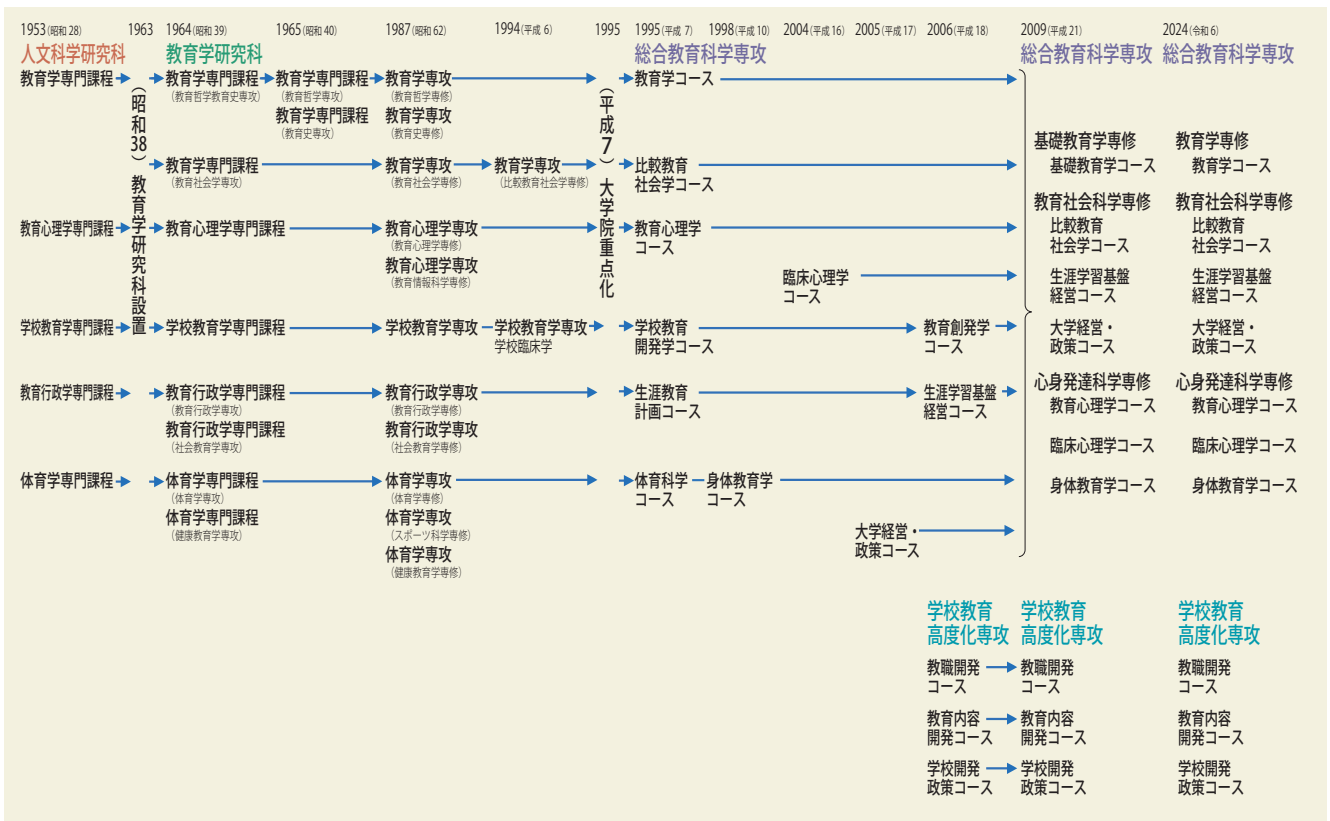 1953(昭和28) 1963 1964(昭和39) 1965(昭和40) 1987(昭和62) 1994(平成6) 1995 1995(平成7) 1998(平成10) 2004(平成16) 2005(平成17) 2006(平成18) 2009(平成21) 2024(令和6)
人文科学研究科 教育学研究科 総合教育科学専攻 総合教育科学専攻 総合教育科学専攻
(昭和38) 教育学研究科設置
(平成7) 大学院重点化
教育学専門課程 教育学専門課程 教育学専門課程 教育学専攻 教育学コース
(教育哲学教育史専攻) (教育哲学専攻) (教育哲学専修)
教育学専門課程 教育学専攻
(教育史専攻) (教育史専修)
教育学専門課程 教育学専攻 教育学専攻 比較教育
(教育社会学専攻) (教育社会学専修) (比較教育社会学専修) 社会学コース
教育心理学専門課程 教育心理学専門課程 教育心理学専攻 教育心理学
(教育心理学専修) コース
教育心理学専攻
(教育情報科学専修)
臨床心理学
コース
学校教育学専門課程 学校教育学専門課程 学校教育学専攻 学校教育学専攻 学校教育 教育創発学
学校臨床学 開発学コース コース
教育行政学専門課程 教育行政学専門課程 教育行政学専攻 生涯教育 生涯学習基盤
(教育行政学専攻) (教育行政学専修) 計画コース 経営コース
教育行政学専門課程 教育行政学専攻
(社会教育学専攻) (社会教育学専修)
体育学専門課程 体育学専門課程 体育学専攻 体育科学 身体教育学
(体育学専攻) (体育学専修) コース コース
体育学専門課程 体育学専攻
(健康教育学専攻) (スポーツ科学専修)
体育学専攻
(健康教育学専修)
大学経営・
政策コース
基礎教育学専修 教育学専修
基礎教育学コース 教育学コース
教育社会科学専修 教育社会科学専修
比較教育 比較教育
社会学コース 社会学コース
生涯学習基盤 生涯学習基盤
経営コース 経営コース
大学経営・ 大学経営・
政策コース 政策コース
心身発達科学専修 心身発達科学専修
教育心理学コース 教育心理学コース
臨床心理学コース 臨床心理学コース
身体教育学コース 身体教育学コース
学校教育 学校教育 学校教育
高度化専攻 高度化専攻 高度化専攻
教職開発 教職開発 教職開発
コース コース コース
教育内容 教育内容 教育内容
開発コース 開発コース 開発コース
学校開発 学校開発 学校開発
政策コース 政策コース 政策コース